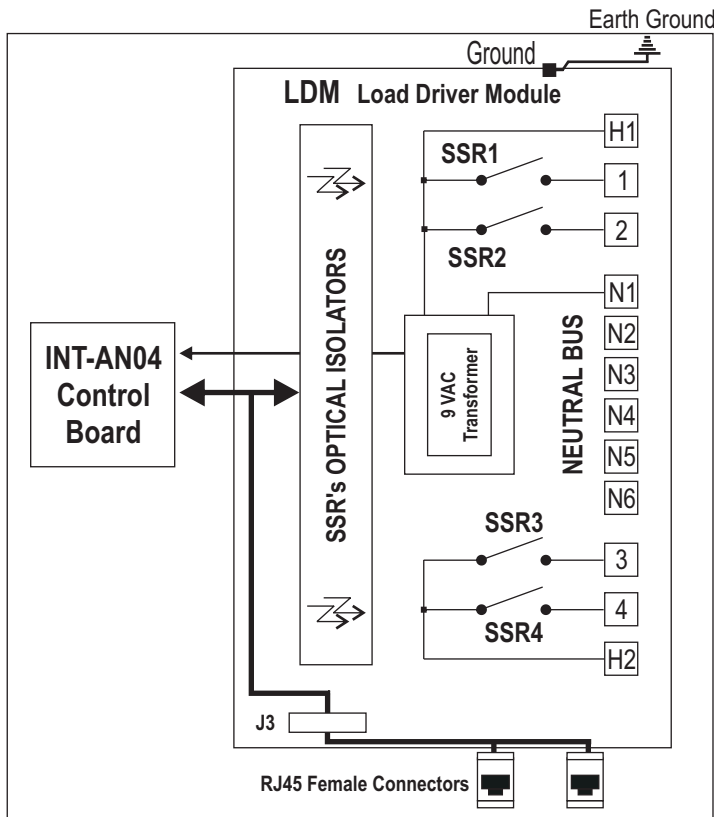 Earth Ground
Ground
LDM Load Driver Module
H1
SSR1
1
2
SSR2
N1
N2
N3
N4
N5
N6
NEUTRAL BUS
9 VAC
Transformer
SSR's OPTICAL ISOLATORS
INT-AN04
Control
Board
SSR3
3
4
SSR4
H2
J3
RJ45 Female Connectors